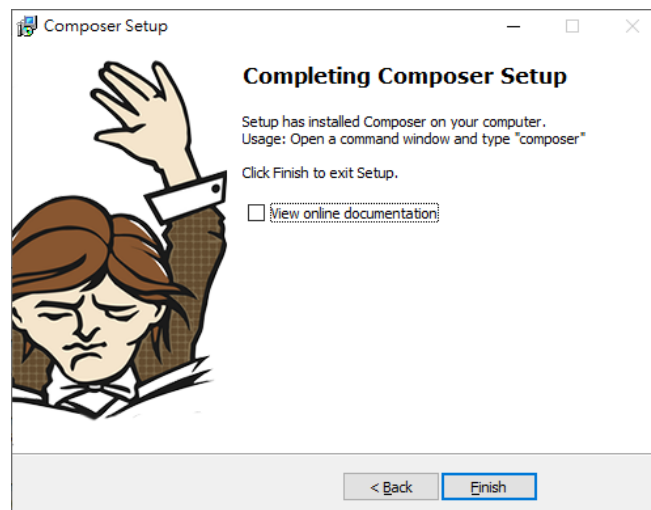 Composer Setup
Completing Composer Setup
Setup has installed Composer on your computer.
Usage: Open a command window and type "composer"
Click Finish to exit Setup.
View online documentation
< Back
Finish